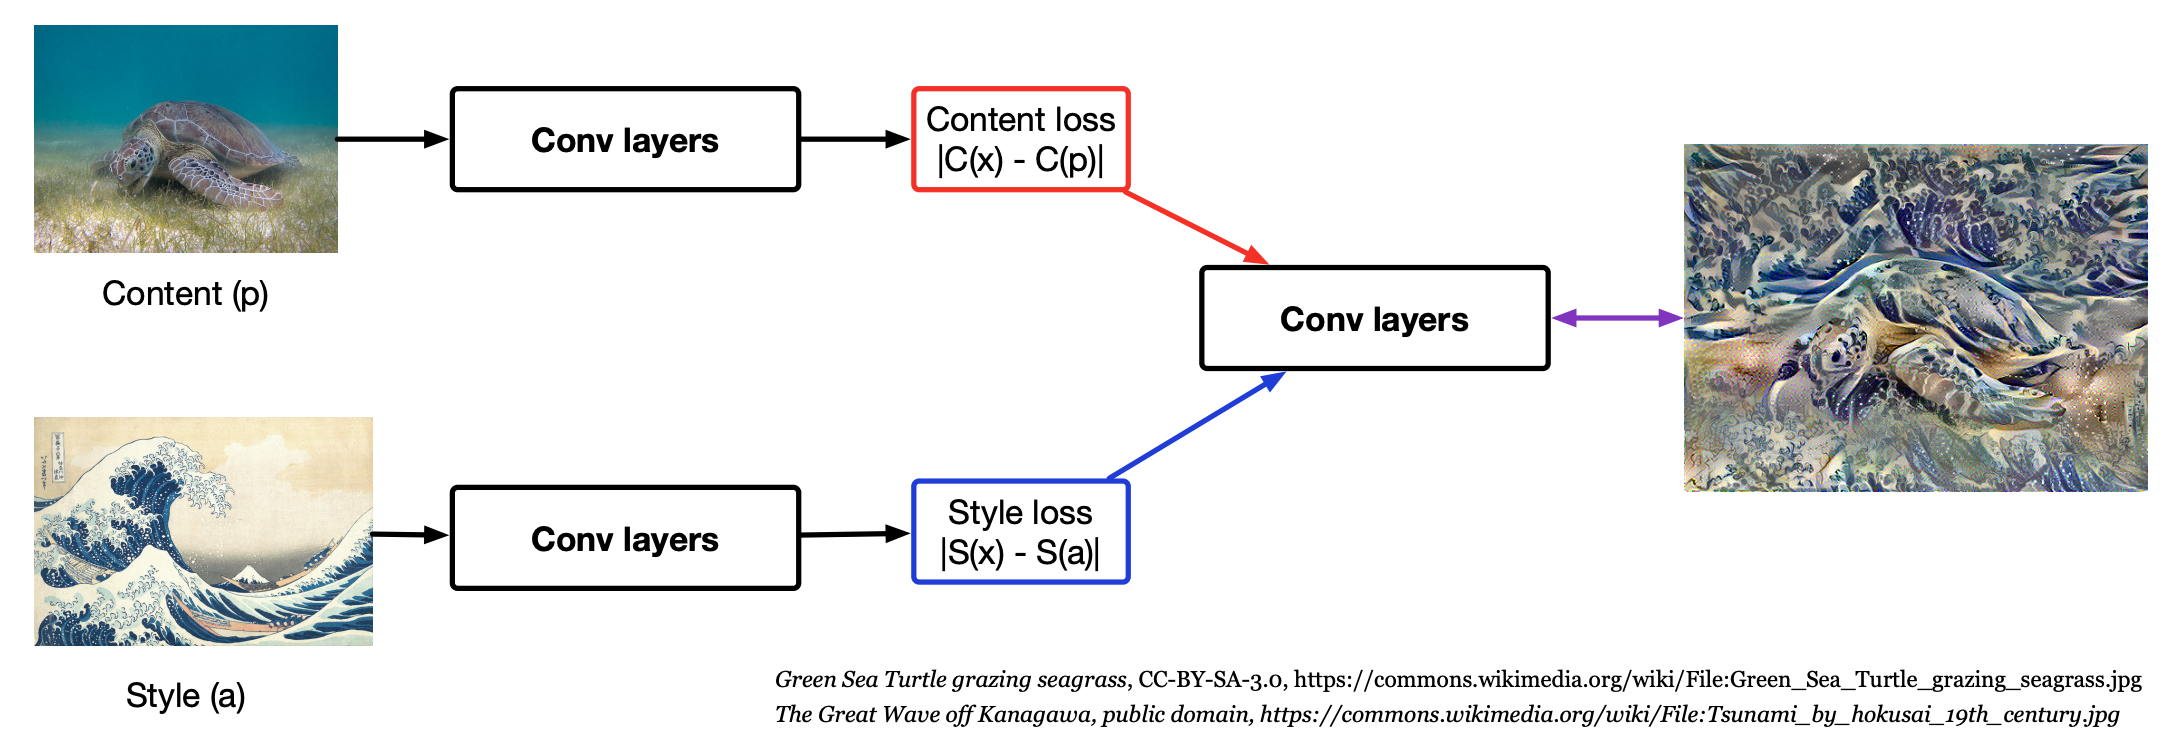 Conv layers
Content loss
|C(x) - C(p)|
Content (p)
Conv layers
Conv layers
Style loss
|S(x) - S(a)|
Style (a)
Green Sea Turtle grazing seagrass, CC-BY-SA-3.0, https://commons.wikimedia.org/wiki/File:Green_Sea_Turtle_grazing_seagrass.jpg
The Great Wave off Kanagawa, public domain, https://commons.wikimedia.org/wiki/File:Tsunami_by_hokusai_19th_century.jpg